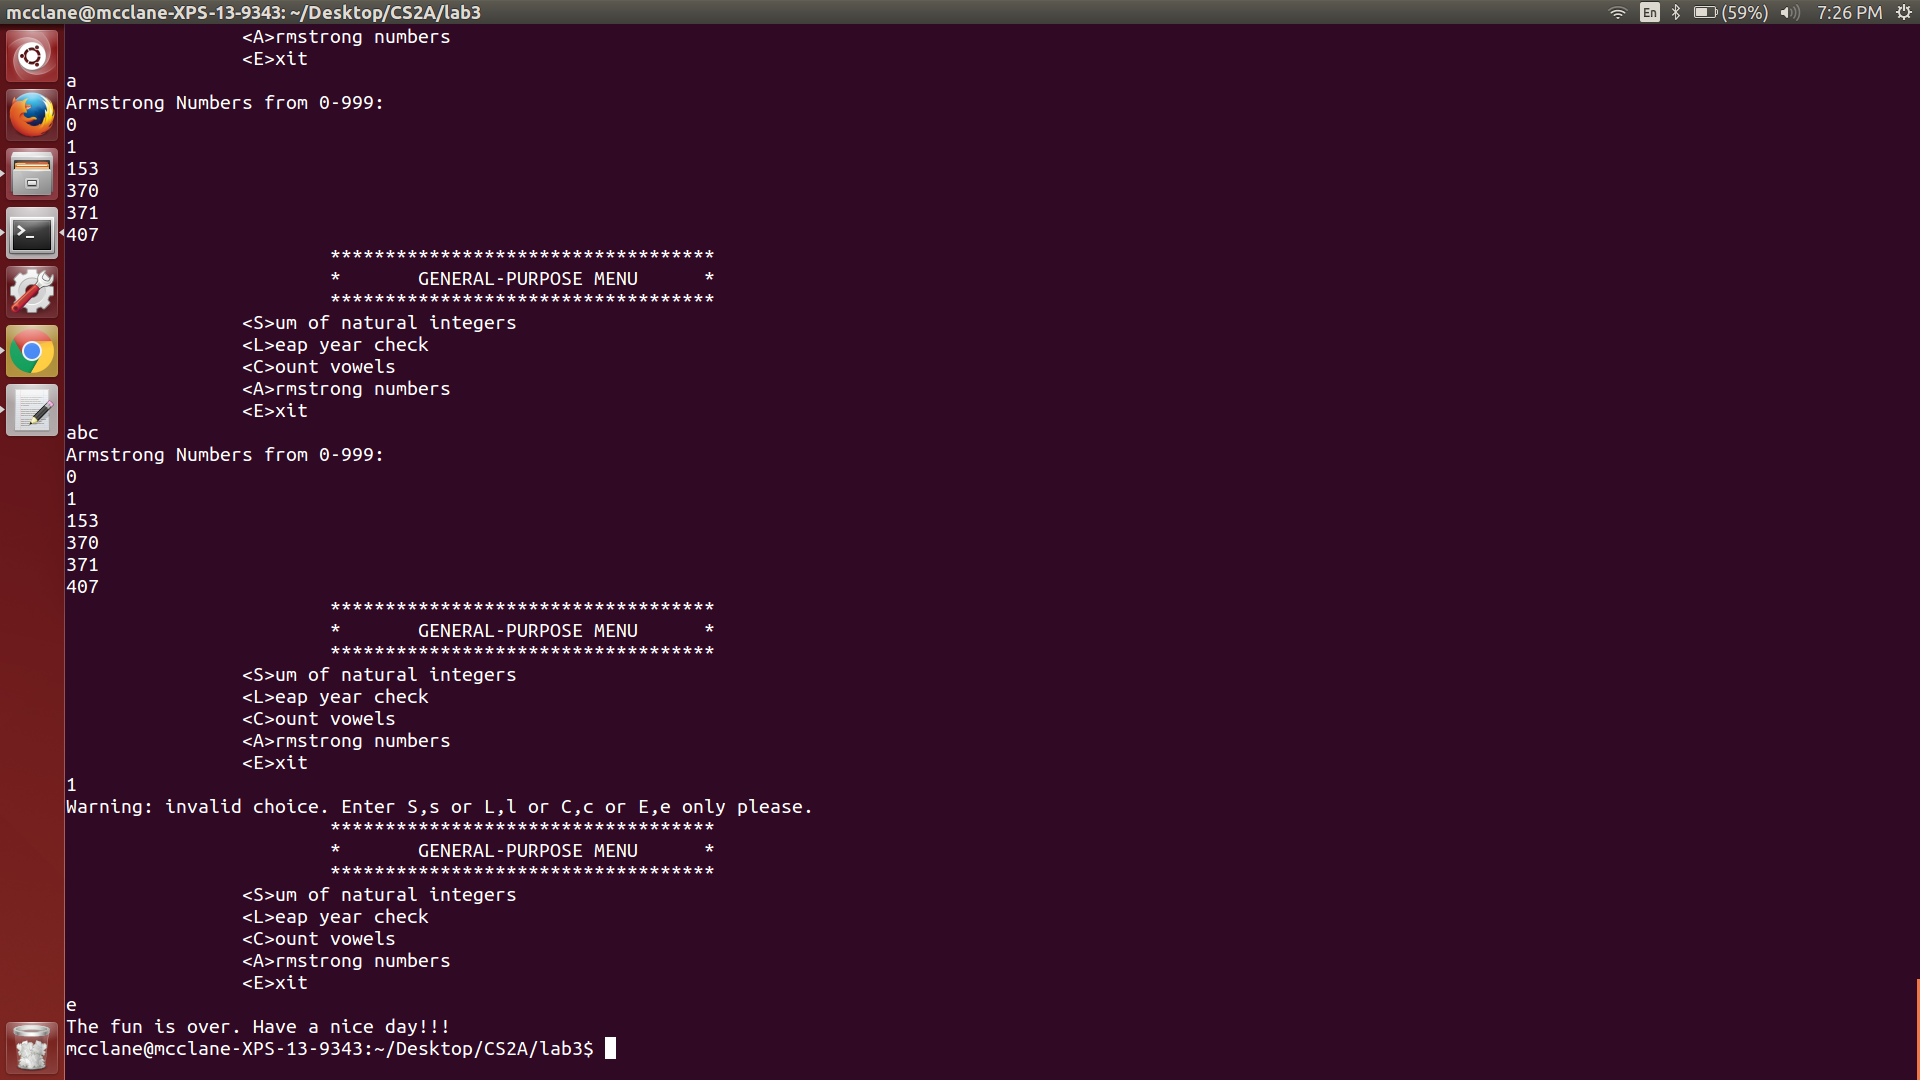 mcclane@mcclane-XPS-13-9343: ~/Desktop/CS2A/lab3
En (59%) 7:26 PM
<A>rmstrong numbers
<E>xit
a
Armstrong Numbers from 0-999:
0
1
153
370
371
407
***********************************
* GENERAL-PURPOSE MENU *
***********************************
<S>um of natural integers
<L>eap year check
<C>ount vowels
<A>rmstrong numbers
<E>xit
abc
Armstrong Numbers from 0-999:
0
1
153
370
371
407
***********************************
* GENERAL-PURPOSE MENU *
***********************************
<S>um of natural integers
<L>eap year check
<C>ount vowels
<A>rmstrong numbers
<E>xit
1
Warning: invalid choice. Enter S,s or L,l or C,c or E,e only please.
***********************************
* GENERAL-PURPOSE MENU *
***********************************
<S>um of natural integers
<L>eap year check
<C>ount vowels
<A>rmstrong numbers
<E>xit
e
The fun is over. Have a nice day!!!
mcclane@mcclane-XPS-13-9343:~/Desktop/CS2A/lab3$